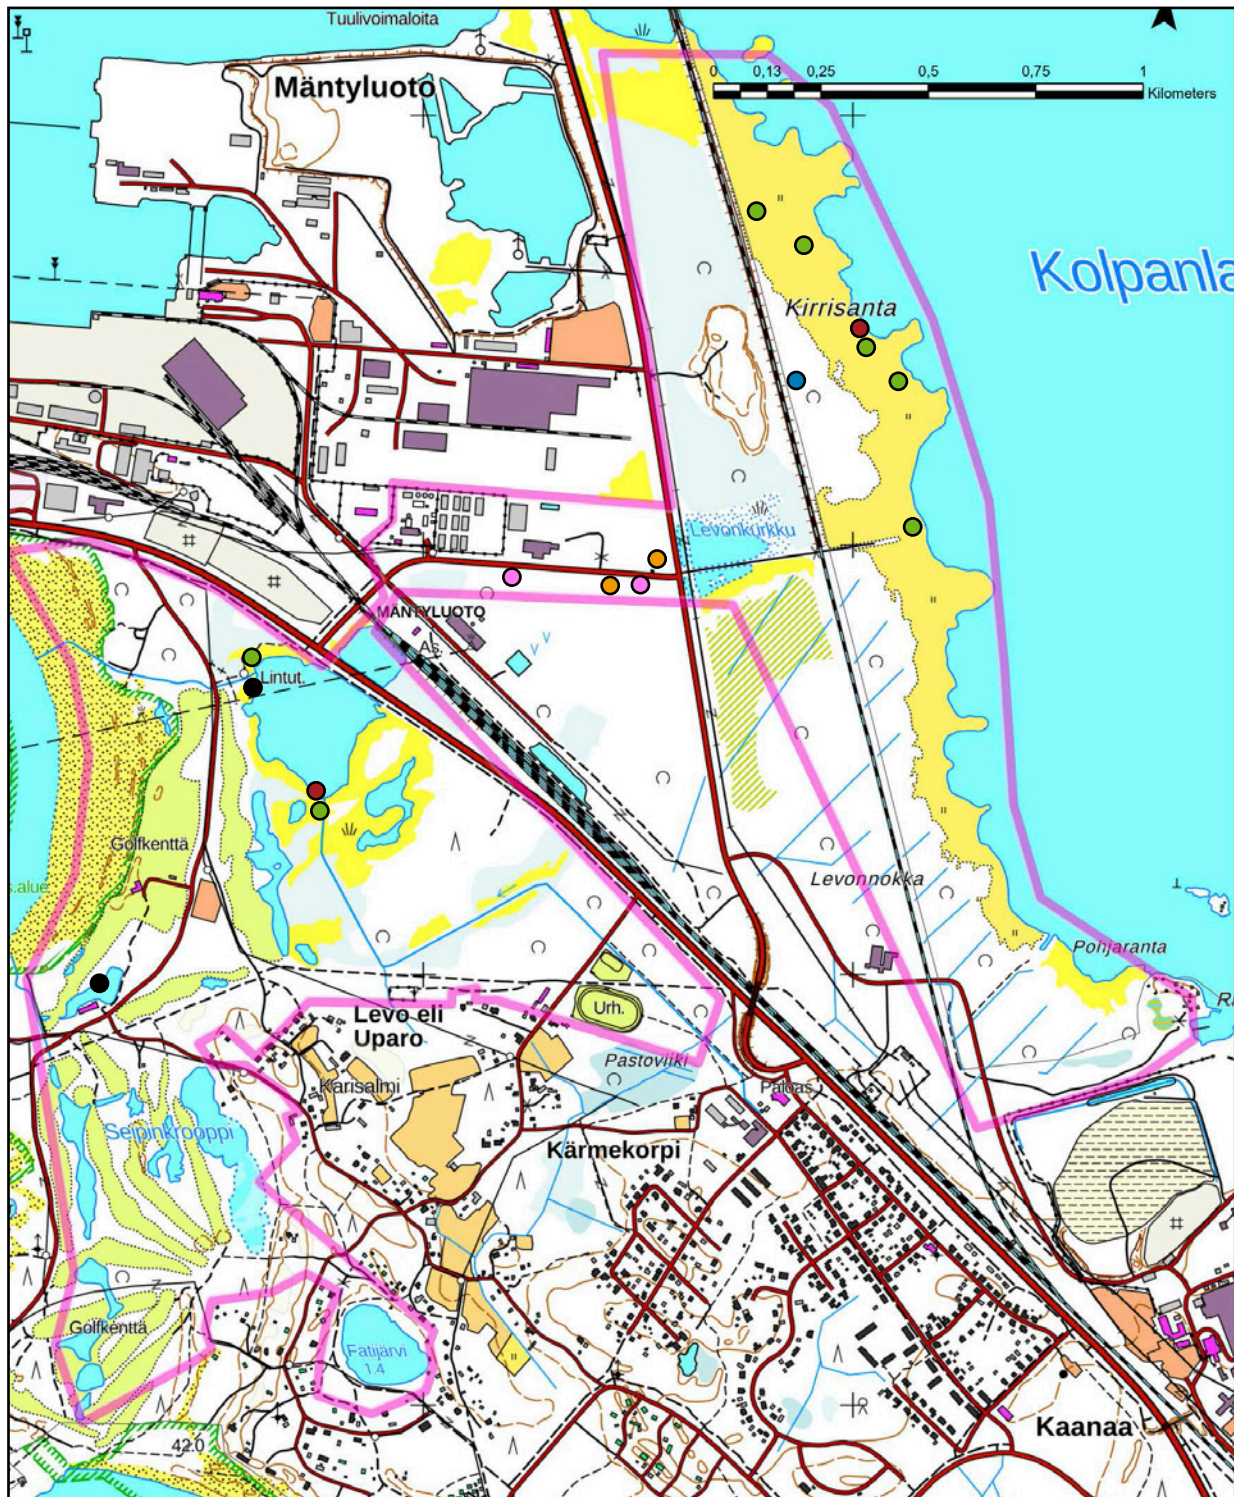 Tuulivoimaloita
0 0,13 0,25 0,5 0,75 1
Kilometers
Mäntyluoto
Kolpanla
Kirrisanta
Levonkurkku
MÄNTYLUOTO
As.
Lintut.
Golfkenttä
s.alue
Levonnokka
Pohjaranta
Ri
Urh.
Levo eli
Uparo
Pastoviiki
Karisalmi
Paloas.
Seipinkrooppi
Karmekorpi
Golfkenttä
Fatijärvi
1.4
42.0
Kaanaa